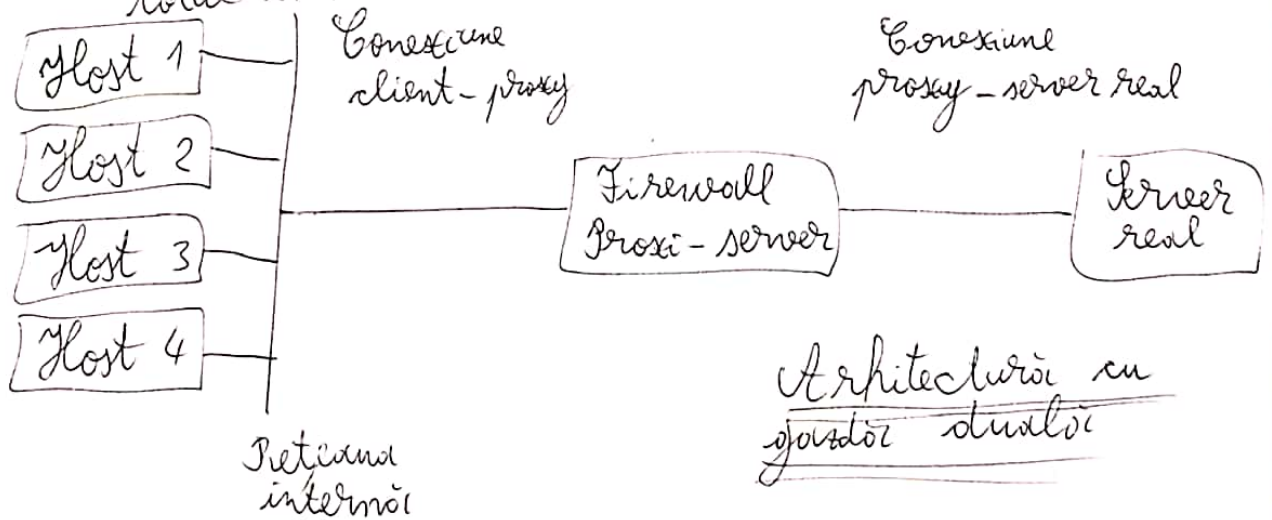 Host 1
Host 2
Host 3
Host 4
Conexiune
client-proxy
Conexiune
proxy-server real
Firewall
Proxi-server
Server
real
Arhitectură cu
gazdă duală
Rețeaua
internă